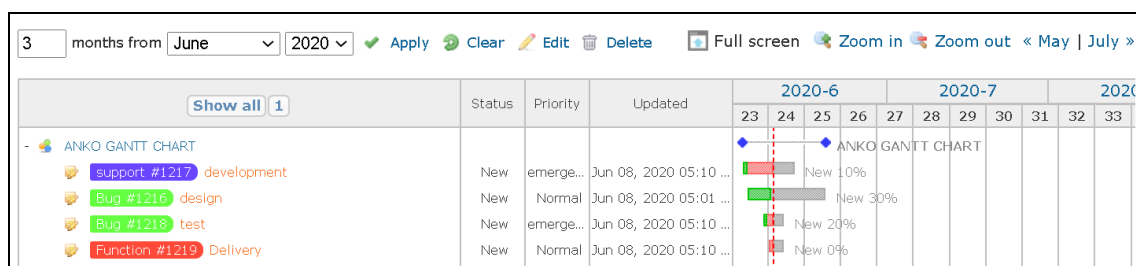 3 months from June 2020 Apply Clear Edit Delete Full screen Zoom in Zoom out « May | July »
Show all 1 Status Priority Updated 2020-6 2020-7 202
23 24 25 26 27 28 29 30 31 32 33
- ANKO GANTT CHART ANKO GANTT CHART
support #1217 development New emerge... Jun 08, 2020 05:10 ... New 10%
Bug #1216 design New Normal Jun 08, 2020 05:01 ... New 30%
Bug #1218 test New emerge... Jun 08, 2020 05:10 ... New 20%
Function #1219 Delivery New Normal Jun 08, 2020 05:10 ... New 0%